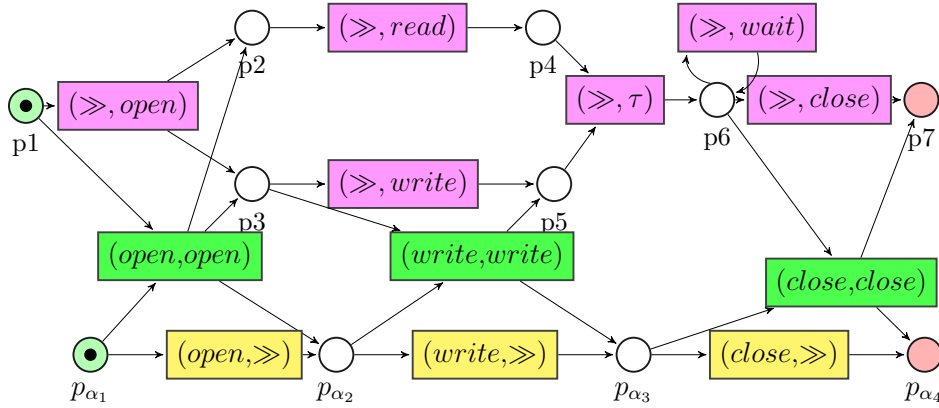 (≫, read)
(≫, wait)
p2
p4
(≫, open)
(≫, τ)
(≫, close)
p1
p6
p7
(≫, write)
p3
p5
(open,open)
(write,write)
(close,close)
(open,≫)
(write,≫)
(close,≫)
pα1
pα2
pα3
pα4